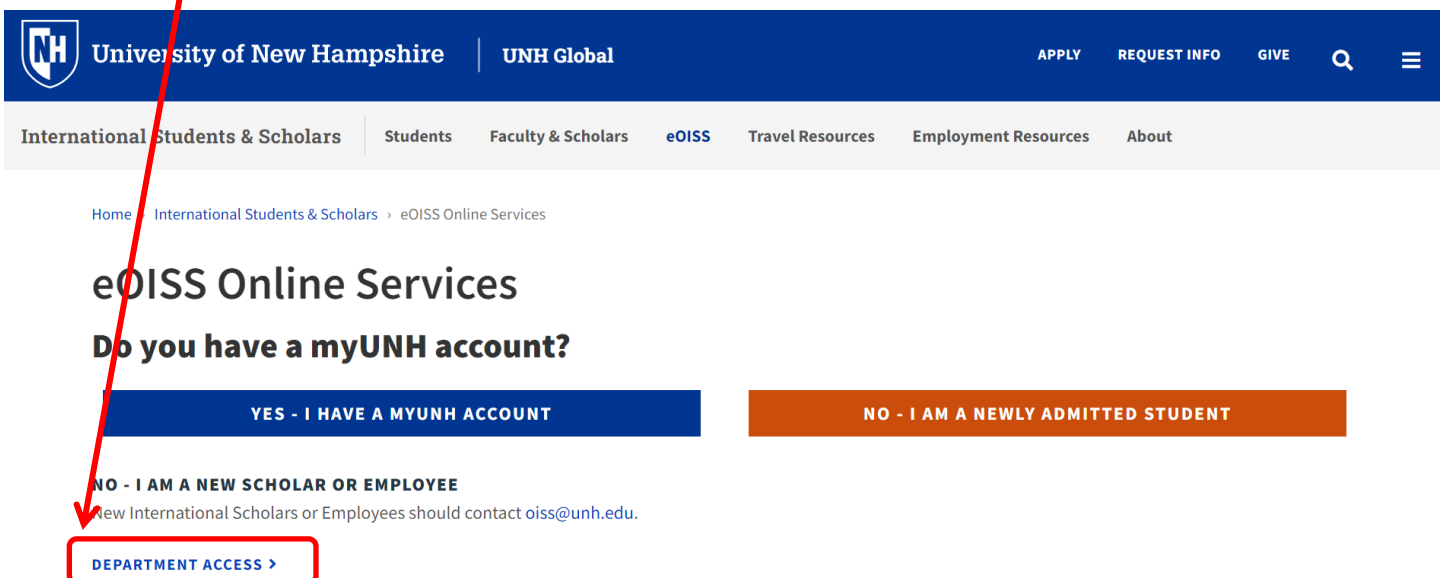 NH University of New Hampshire UNH Global APPLY REQUEST INFO GIVE
International Students & Scholars Students Faculty & Scholars eOISS Travel Resources Employment Resources About
Home › International Students & Scholars › eOISS Online Services
eOISS Online Services
Do you have a myUNH account?
YES - I HAVE A MYUNH ACCOUNT NO - I AM A NEWLY ADMITTED STUDENT
NO - I AM A NEW SCHOLAR OR EMPLOYEE
New International Scholars or Employees should contact oiss@unh.edu.
DEPARTMENT ACCESS ›